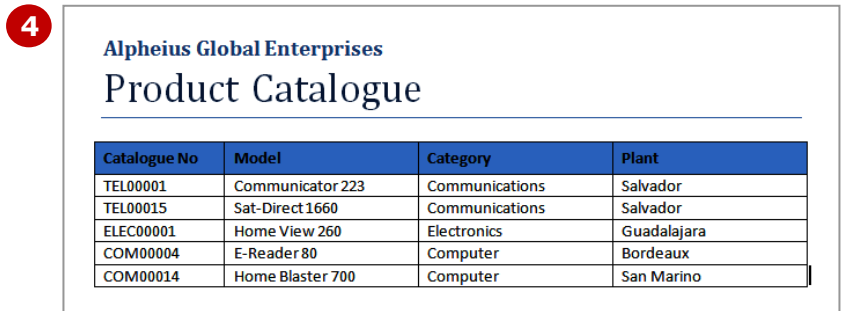 4
Alpheius Global Enterprises
Product Catalogue
Catalogue No Model Category Plant
TEL00001 Communicator 223 Communications Salvador
TEL00015 Sat-Direct 1660 Communications Salvador
ELEC00001 Home View 260 Electronics Guadalajara
COM00004 E-Reader 80 Computer Bordeaux
COM00014 Home Blaster 700 Computer San Marino